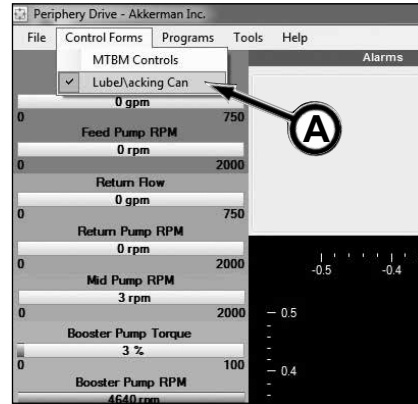 Periphery Drive - Akkerman Inc.
File Control Forms Programs Tools Help
MTBM Controls
LubeJ\acking Can
Alarms
A
0 gpm
0 750
Feed Pump RPM
0 rpm
0 2000
Return Flow
0 gpm
0 750
Return Pump RPM
0 rpm
0 2000
Mid Pump RPM
3 rpm
0 2000
Booster Pump Torque
3 %
0 100
Booster Pump RPM
4640 rpm
-0.5 -0.4
0.5
0.4